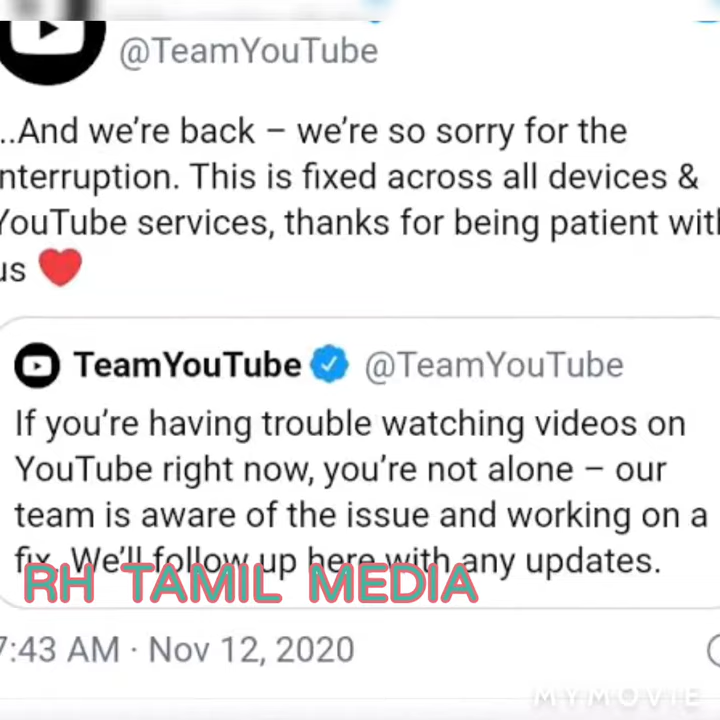 @TeamYouTube
..And we're back – we're so sorry for the
nterruption. This is fixed across all devices &
YouTube services, thanks for being patient with
us ❤️
TeamYouTube @TeamYouTube
If you're having trouble watching videos on
YouTube right now, you're not alone – our
team is aware of the issue and working on a
fix. We'll follow up here with any updates.
RH TAMIL MEDIA
7:43 AM · Nov 12, 2020
MYMOVIE